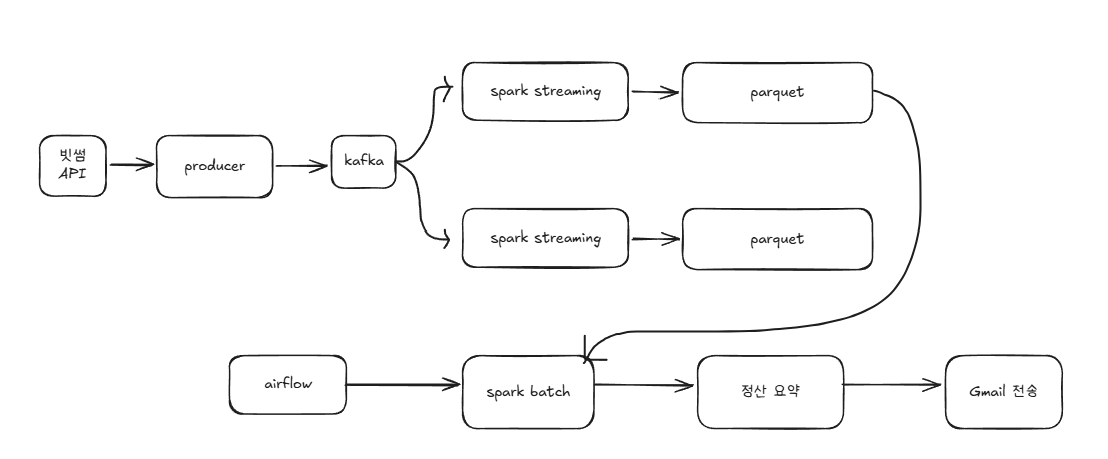 spark streaming
parquet
빗썸
API
producer
kafka
spark streaming
parquet
airflow
spark batch
정산 요약
Gmail 전송